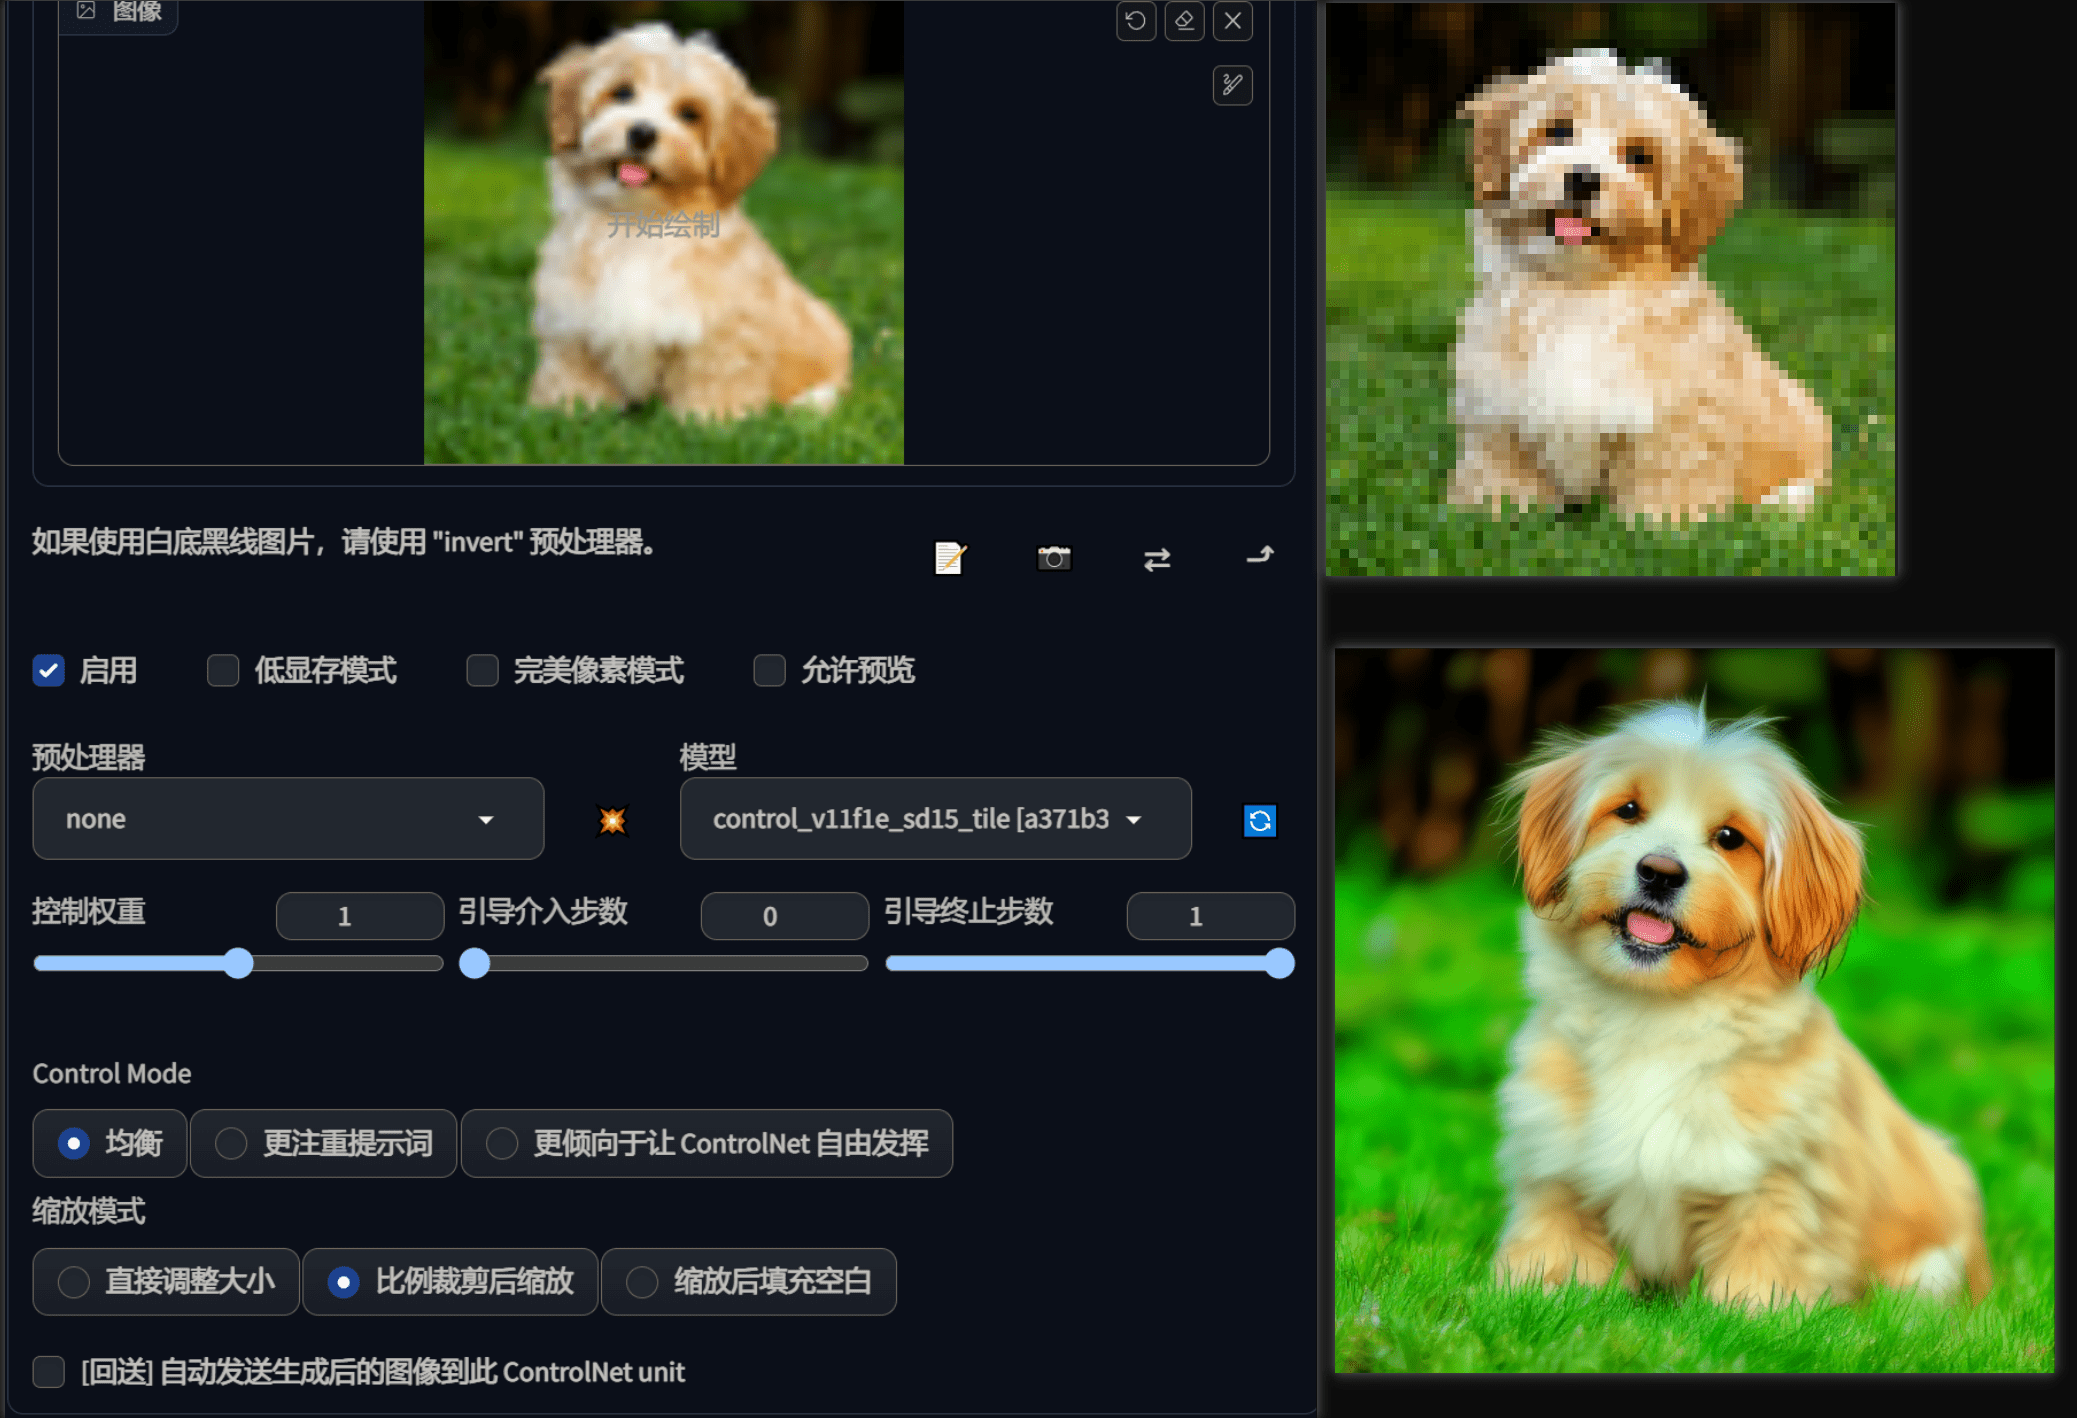 图像
开始绘制
如果使用白底黑线图片，请使用 "invert" 预处理器。
启用
低显存模式
完美像素模式
允许预览
预处理器
模型
none
control_v11f1e_sd15_tile [a371b3
控制权重
1
引导介入步数
0
引导终止步数
1
Control Mode
均衡
更注重提示词
更倾向于让 ControlNet 自由发挥
缩放模式
直接调整大小
比例裁剪后缩放
缩放后填充空白
[回送] 自动发送生成后的图像到此 ControlNet unit